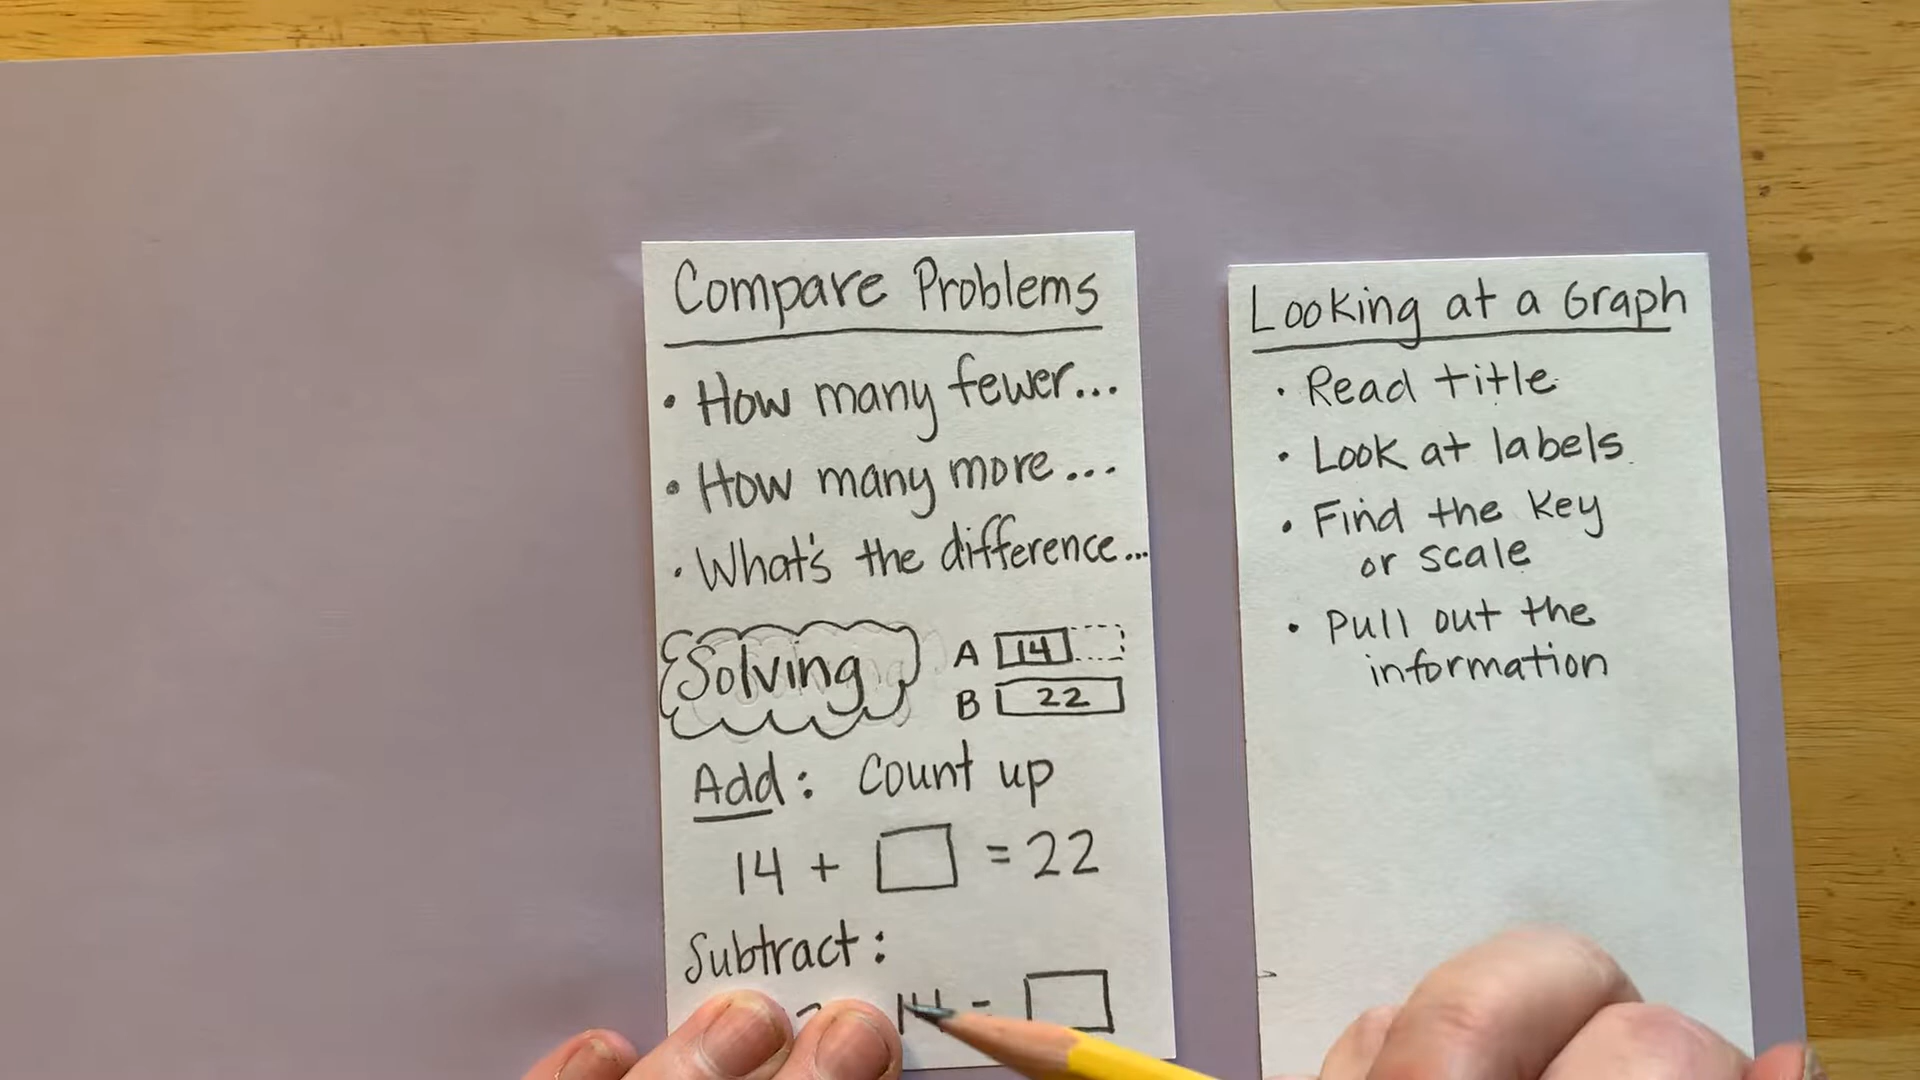 Compare Problems
• How many fewer...
• How many more...
• What's the difference...
Solving
A 14
B 22
Add: Count up
14 + = 22
Subtract:
14 =
Looking at a Graph
• Read title
• Look at labels
• Find the key
or scale
• Pull out the
information